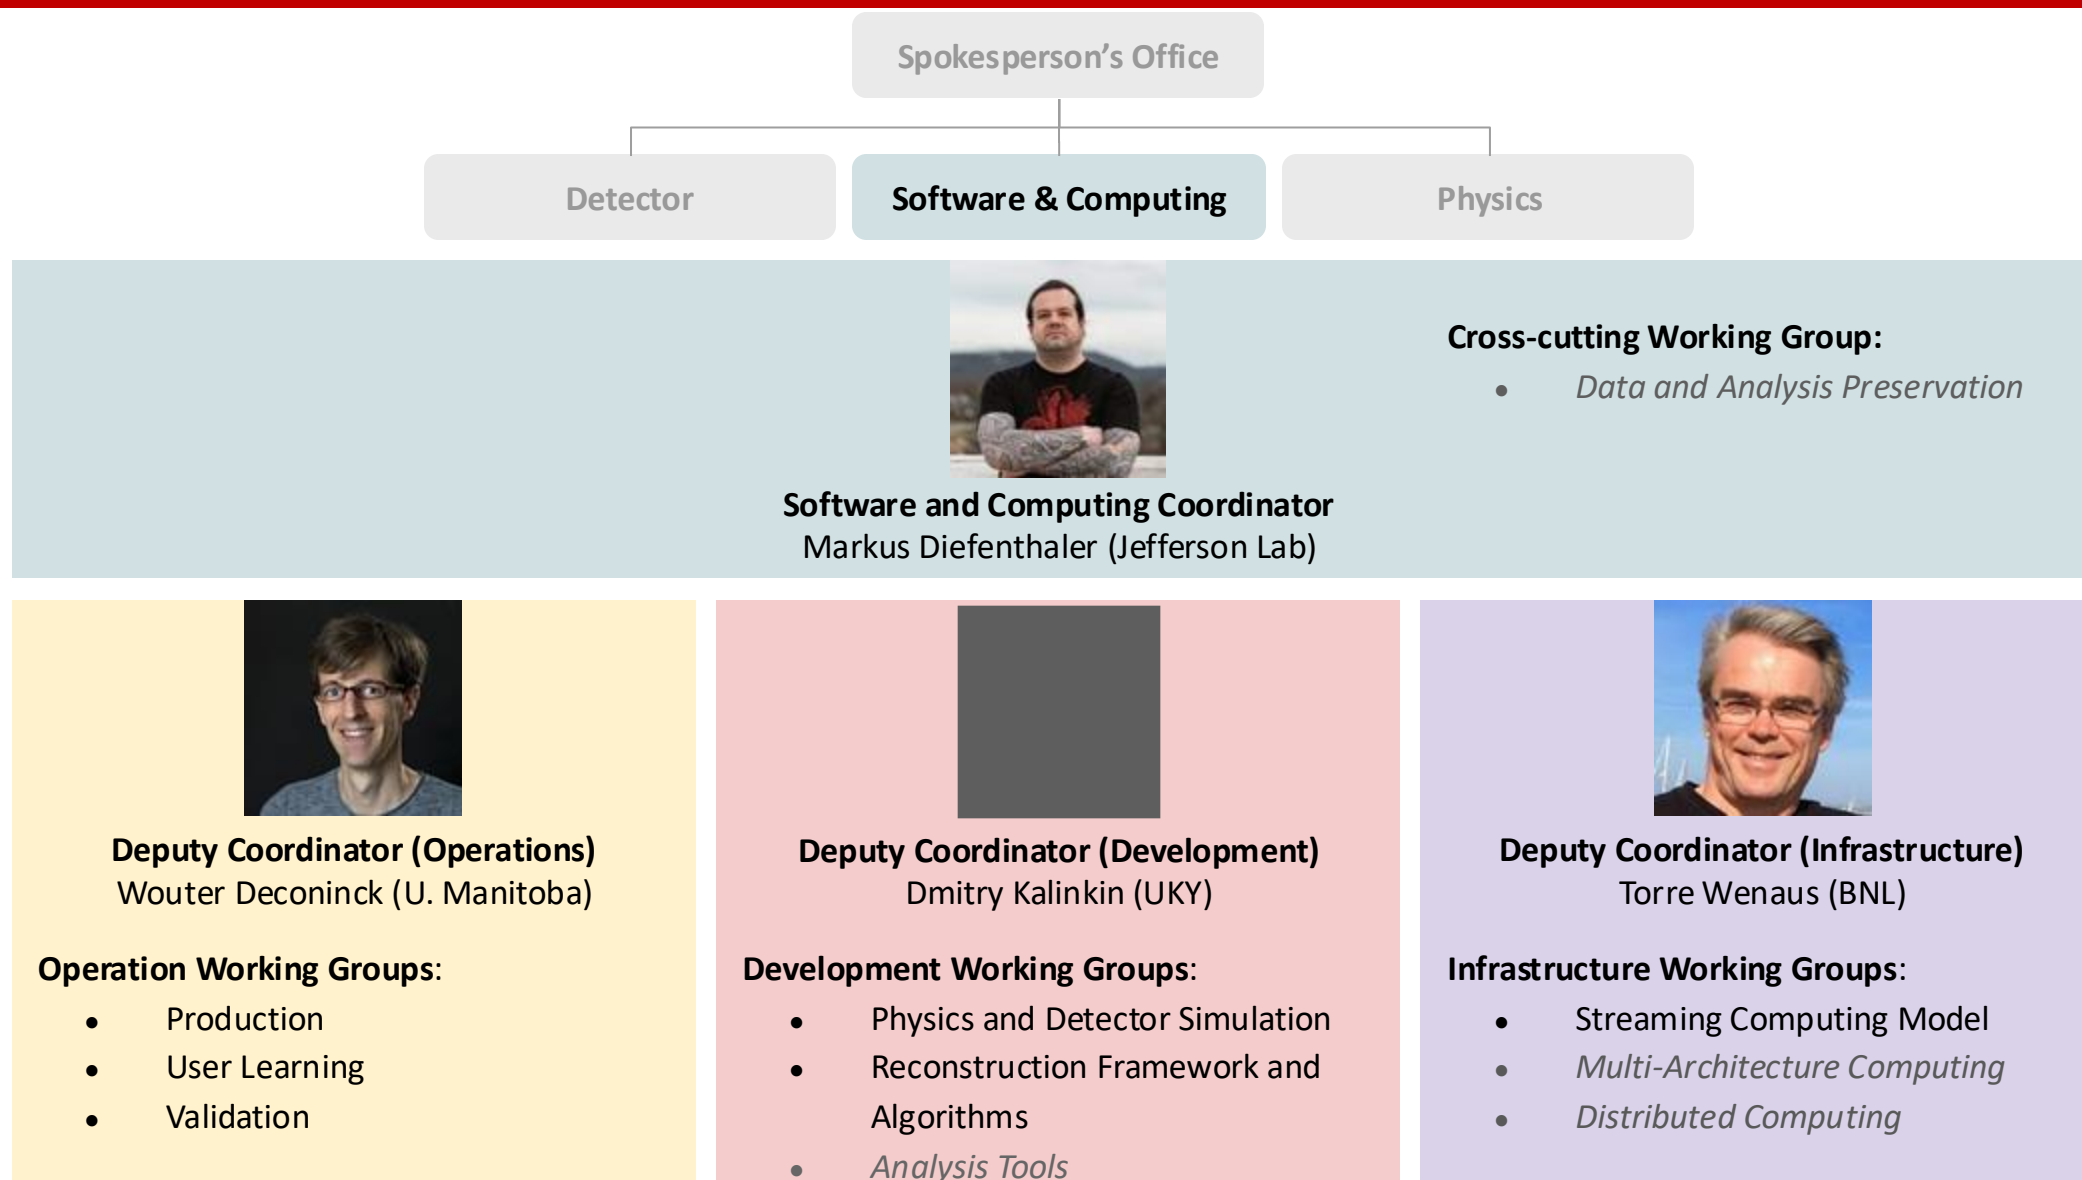 Spokesperson’s Office
Detector
Software & Computing
Physics
Cross-cutting Working Group:
● Data and Analysis Preservation
Software and Computing Coordinator
Markus Diefenthaler (Jefferson Lab)
Deputy Coordinator (Operations)
Wouter Deconinck (U. Manitoba)
Operation Working Groups:
● Production
● User Learning
● Validation
Deputy Coordinator (Development)
Dmitry Kalinkin (UKY)
Development Working Groups:
● Physics and Detector Simulation
● Reconstruction Framework and
Algorithms
● Analysis Tools
Deputy Coordinator (Infrastructure)
Torre Wenaus (BNL)
Infrastructure Working Groups:
● Streaming Computing Model
● Multi-Architecture Computing
● Distributed Computing